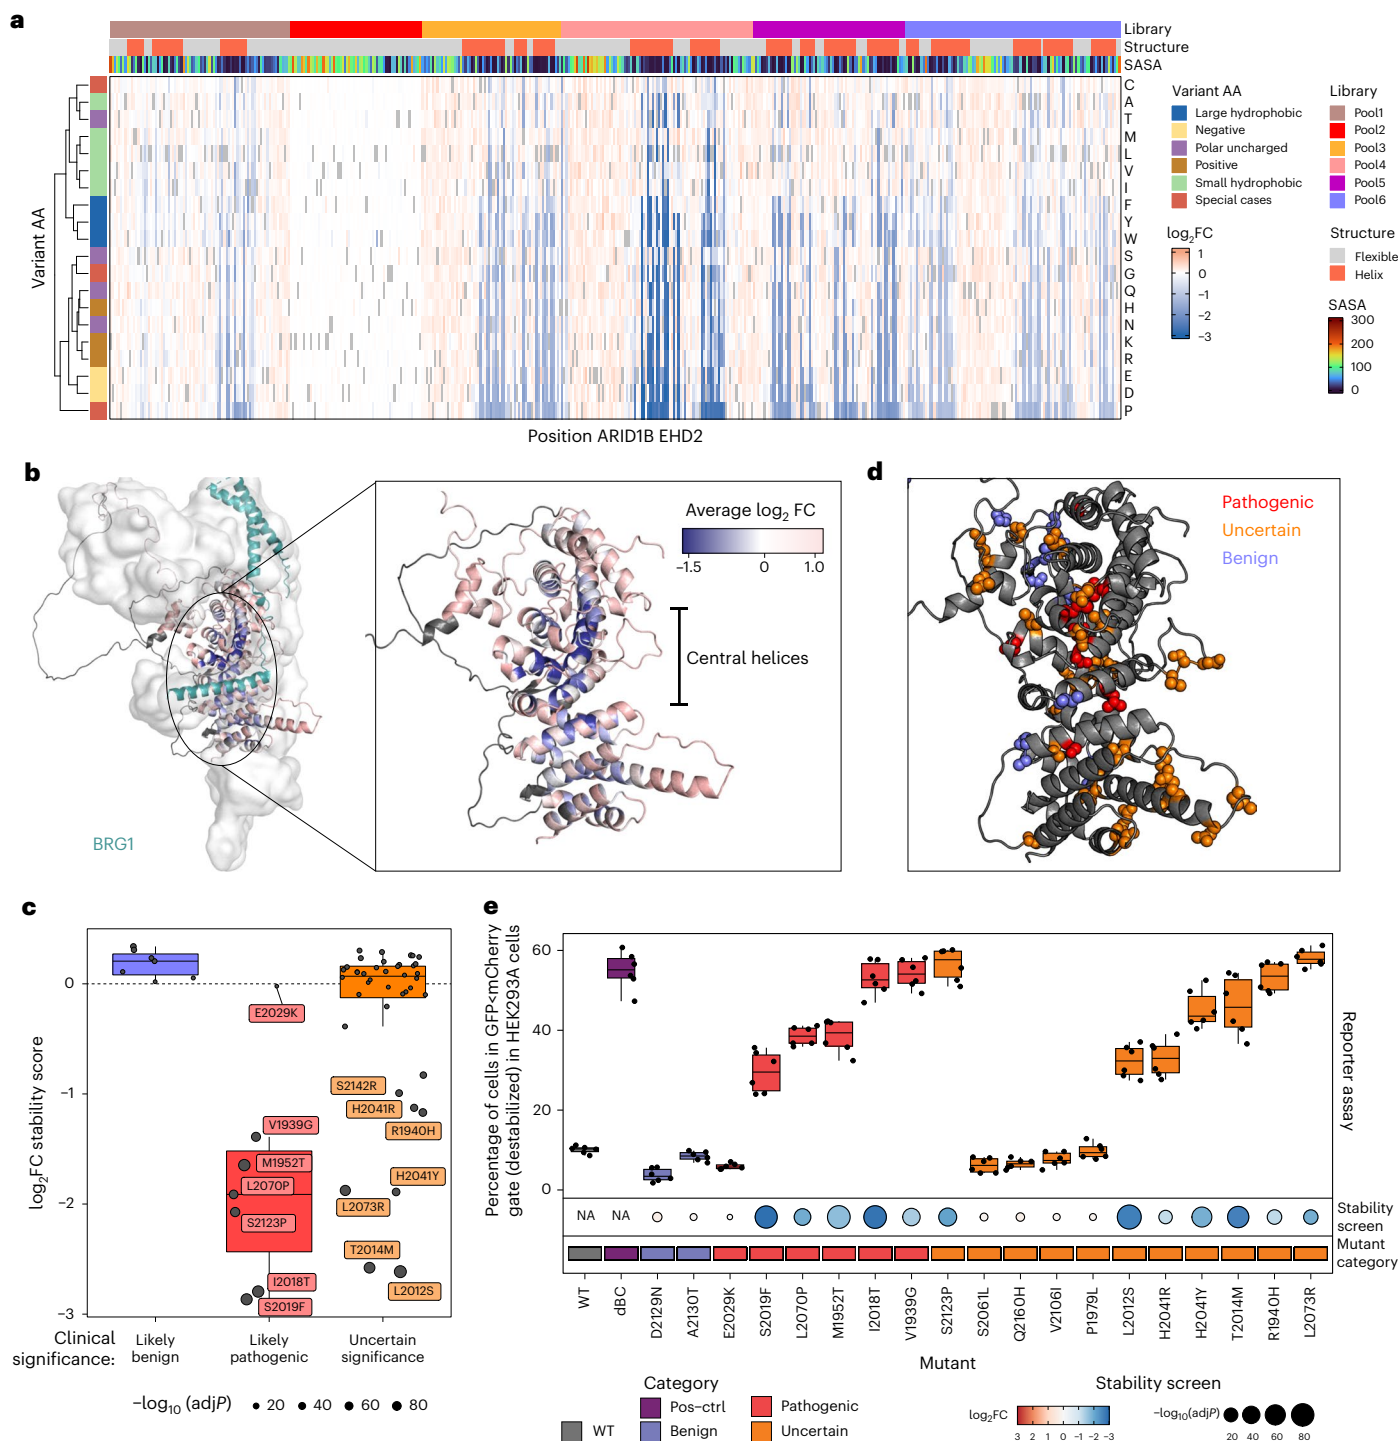 a
Library
Structure
SASA
C
A
T
M
L
V
I
F
Y
W
S
G
Q
H
N
K
R
E
D
P
Variant AA
Position ARID1B EHD2
Variant AA
Large hydrophobic
Negative
Polar uncharged
Positive
Small hydrophobic
Special cases
Library
Pool1
Pool2
Pool3
Pool4
Pool5
Pool6
log2FC
1
0
−1
−2
−3
Structure
Flexible
Helix
SASA
300
200
100
0
b
BRG1
Average log2 FC
−1.5 0 1.0
Central helices
d
Pathogenic
Uncertain
Benign
c
log2FC stability score
0
−1
−2
−3
E2029K
V1939G
M1952T
L2070P
S2123P
I2018T
S2019F
S2142R
H2041R
R1940H
H2041Y
L2073R
T2014M
L2012S
Clinical significance:
Likely benign
Likely pathogenic
Uncertain significance
−log10 (adjP) 20 40 60 80
e
Percentage of cells in GFP<mCherry
gate (destabilized) in HEK293A cells
60
40
20
0
Reporter assay
NA NA
Stability screen
Mutant category
WT
dBC
D2129N
A2130T
E2029K
S2019F
L2070P
M1952T
I2018T
V1939G
S2123P
S2061L
Q2160H
V2106I
P1979L
L2012S
H2041R
H2041Y
T2014M
R1940H
L2073R
Mutant
Category
WT
Pos−ctrl
Benign
Pathogenic
Uncertain
Stability screen
log2FC
3 2 1 0 −1 −2 −3
−log10(adjP)
20 40 60 80